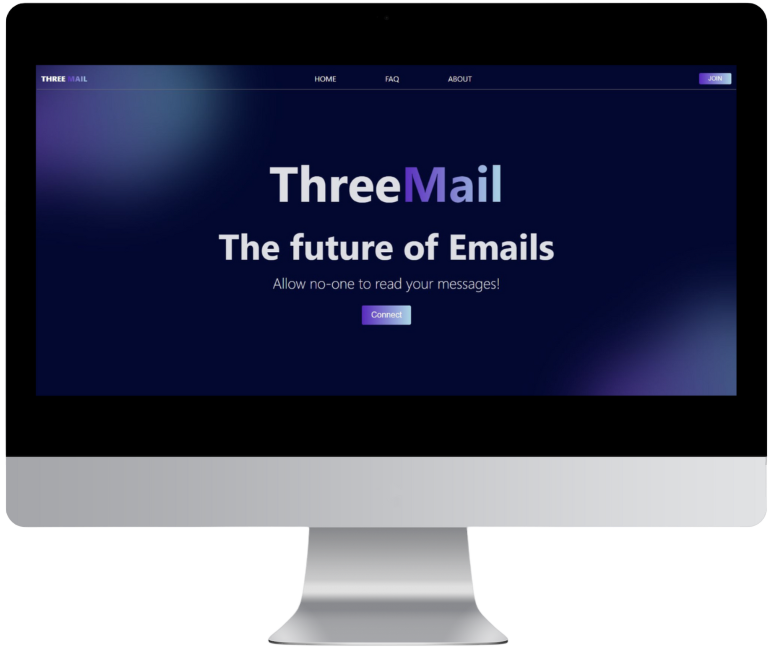 THREE MAIL HOME FAQ ABOUT JOIN
ThreeMail
The future of Emails
Allow no-one to read your messages!
Connect